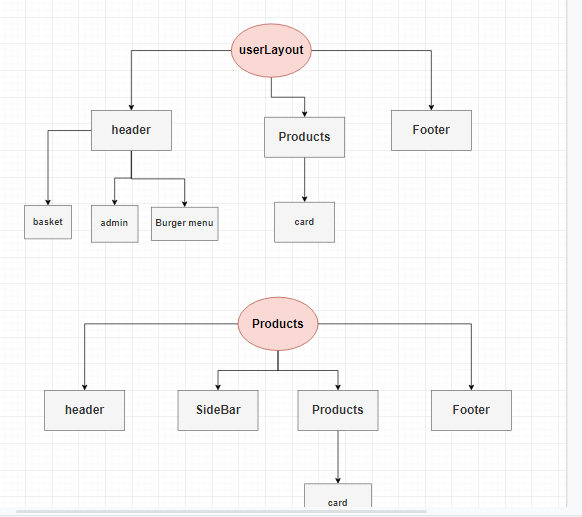 userLayout
header
Products
Footer
basket
admin
Burger menu
card
Products
header
SideBar
Products
Footer
card